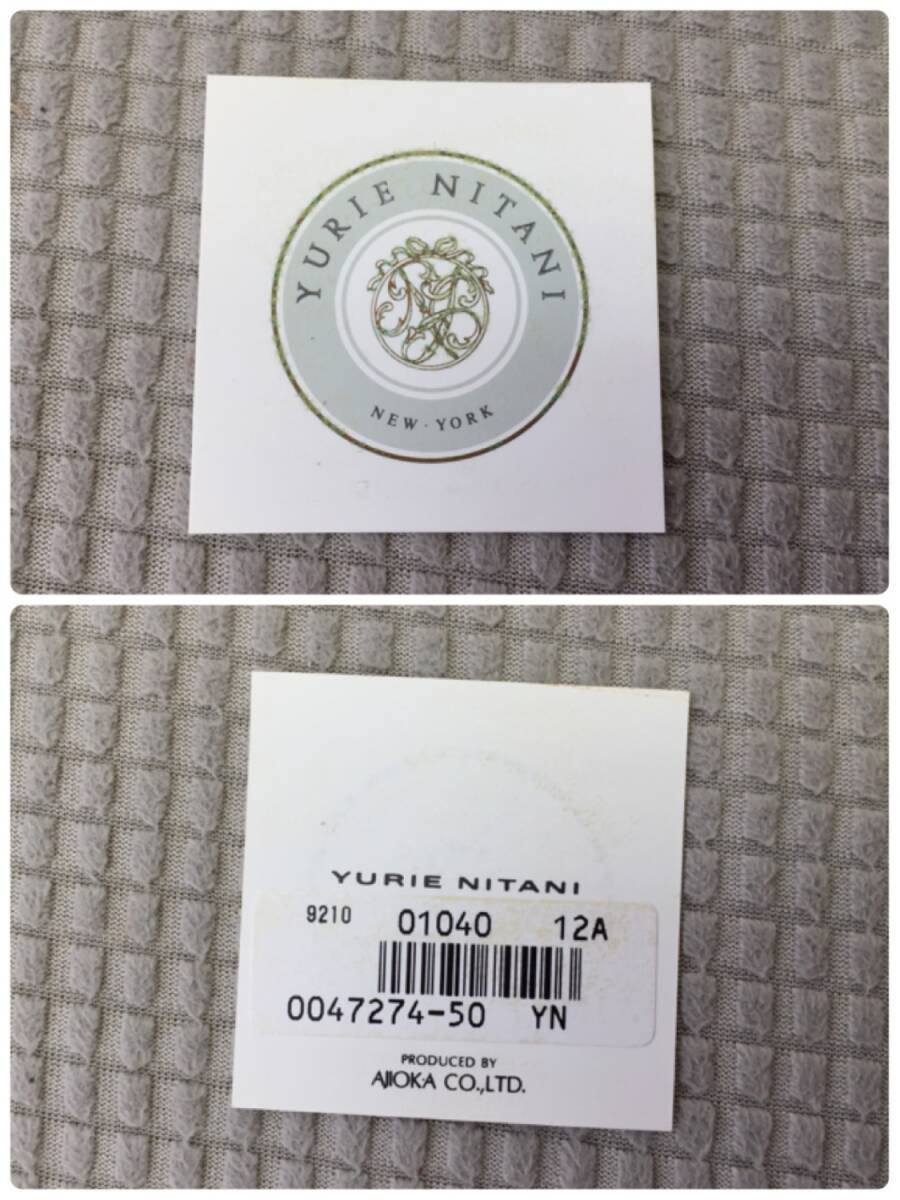 YURIE NITANI
NEW · YORK
YURIE NITANI
9210 01040 12A
0047274-50 YN
PRODUCED BY
AJIOKA CO.,LTD.